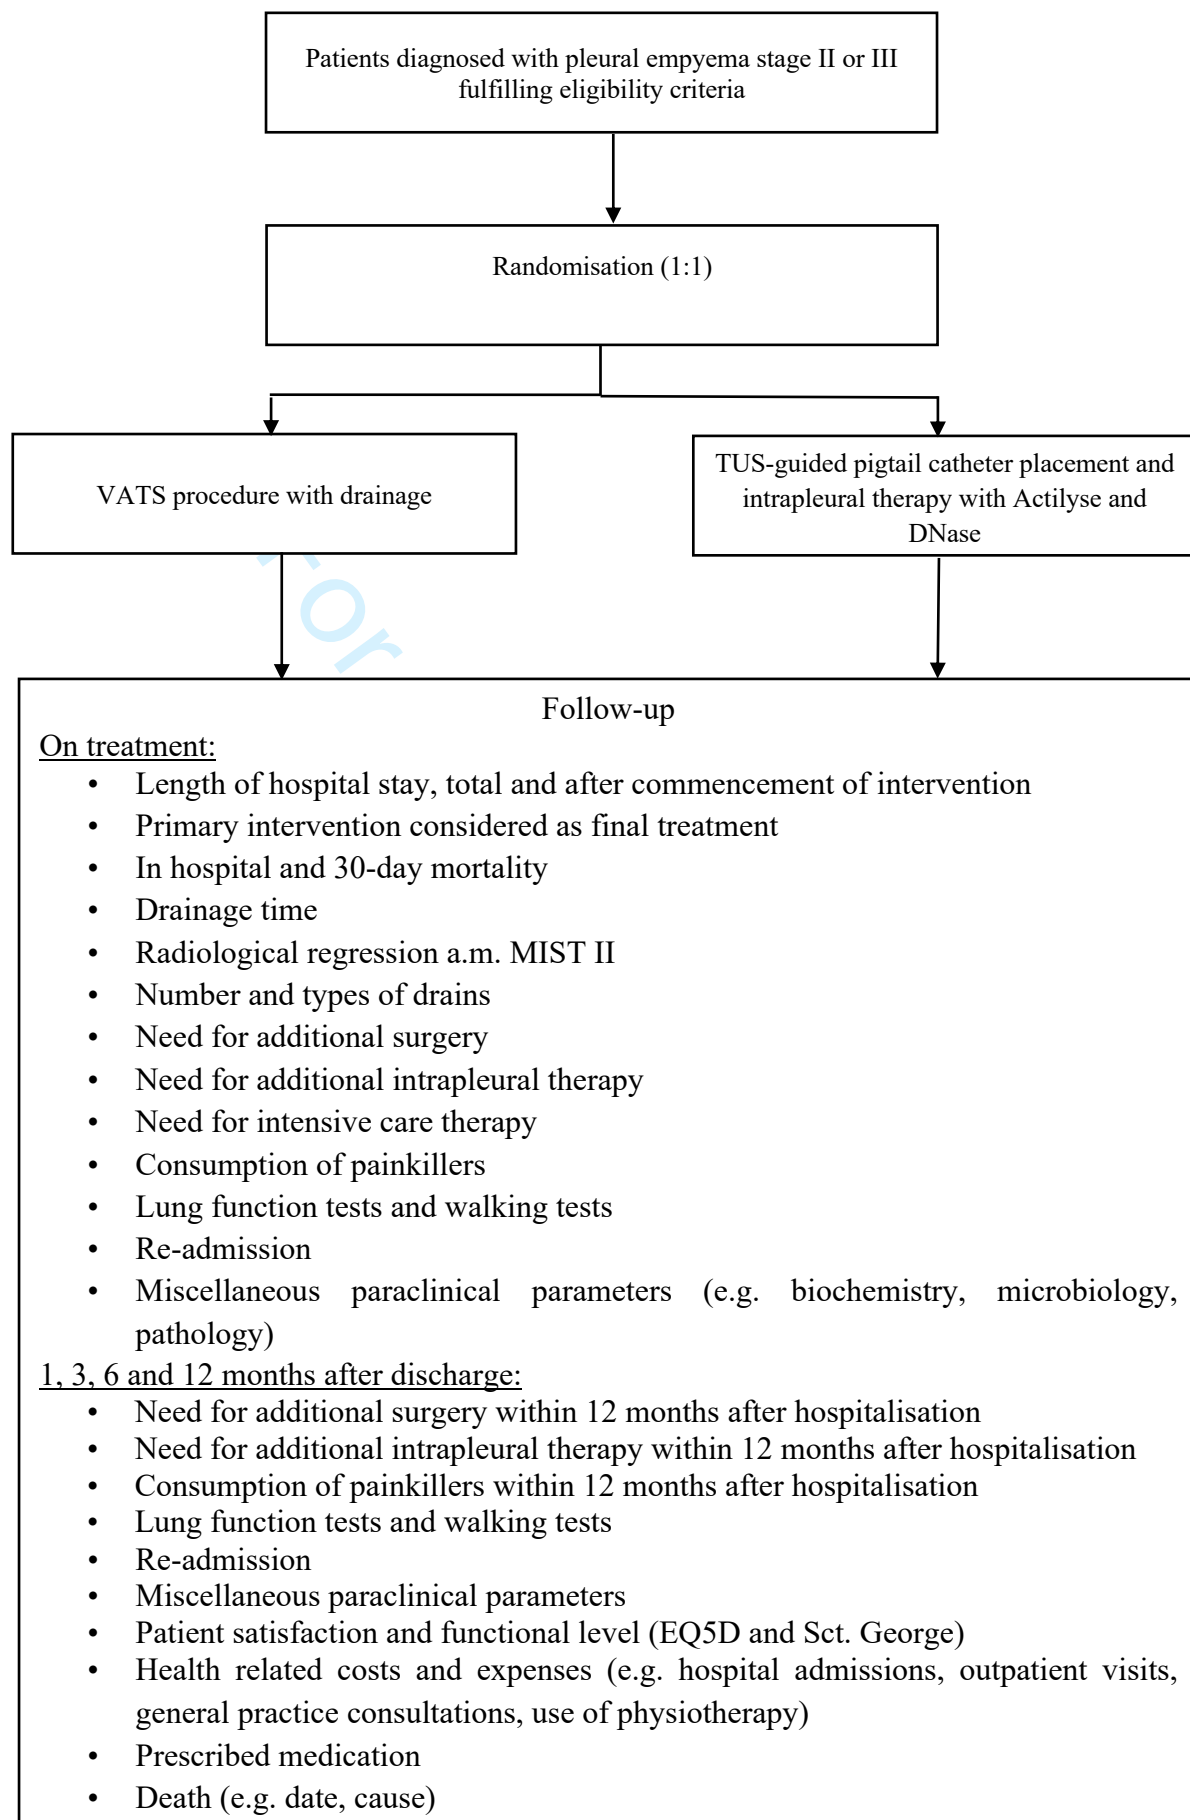 Patients diagnosed with pleural empyema stage II or III
fulfilling eligibility criteria
Randomisation (1:1)
VATS procedure with drainage
TUS-guided pigtail catheter placement and
intrapleural therapy with Actilyse and
DNase
Follow-up
On treatment:
• Length of hospital stay, total and after commencement of intervention
• Primary intervention considered as final treatment
• In hospital and 30-day mortality
• Drainage time
• Radiological regression a.m. MIST II
• Number and types of drains
• Need for additional surgery
• Need for additional intrapleural therapy
• Need for intensive care therapy
• Consumption of painkillers
• Lung function tests and walking tests
• Re-admission
• Miscellaneous paraclinical parameters (e.g. biochemistry, microbiology,
pathology)
1, 3, 6 and 12 months after discharge:
• Need for additional surgery within 12 months after hospitalisation
• Need for additional intrapleural therapy within 12 months after hospitalisation
• Consumption of painkillers within 12 months after hospitalisation
• Lung function tests and walking tests
• Re-admission
• Miscellaneous paraclinical parameters
• Patient satisfaction and functional level (EQ5D and Sct. George)
• Health related costs and expenses (e.g. hospital admissions, outpatient visits,
general practice consultations, use of physiotherapy)
• Prescribed medication
• Death (e.g. date, cause)